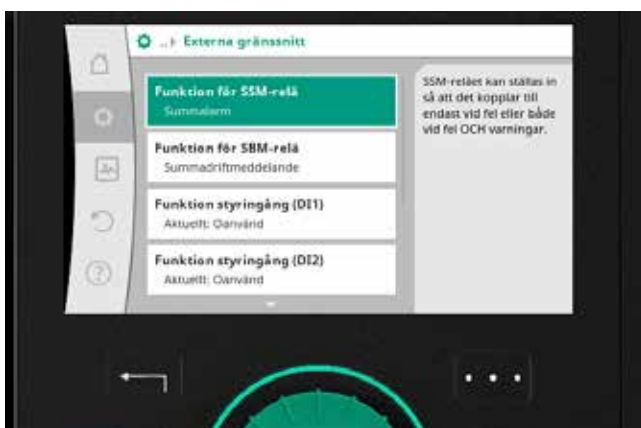 ..▸ Externa gränssnitt
Funktion för SSM-relä
Summalarm
Funktion för SBM-relä
Summadriftmeddelande
Funktion styringång (DI1)
Aktuellt: Oanvänd
Funktion styringång (DI2)
Aktuellt: Oanvänd
SSM-reläet kan ställas in
så att det kopplar till
endast vid fel eller både
vid fel OCH varningar.